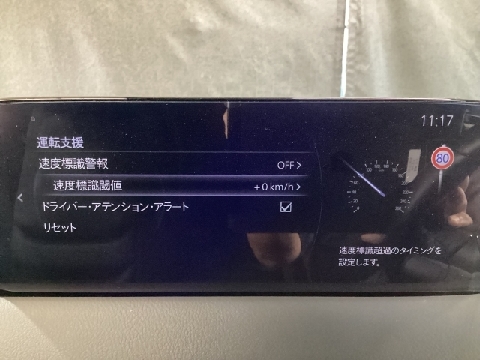 11:17
運転支援
速度標識警報 OFF >
速度標識閾値 +0 km/h >
ドライバー・アテンション・アラート
リセット
80
速度標識超過のタイミングを
設定します。